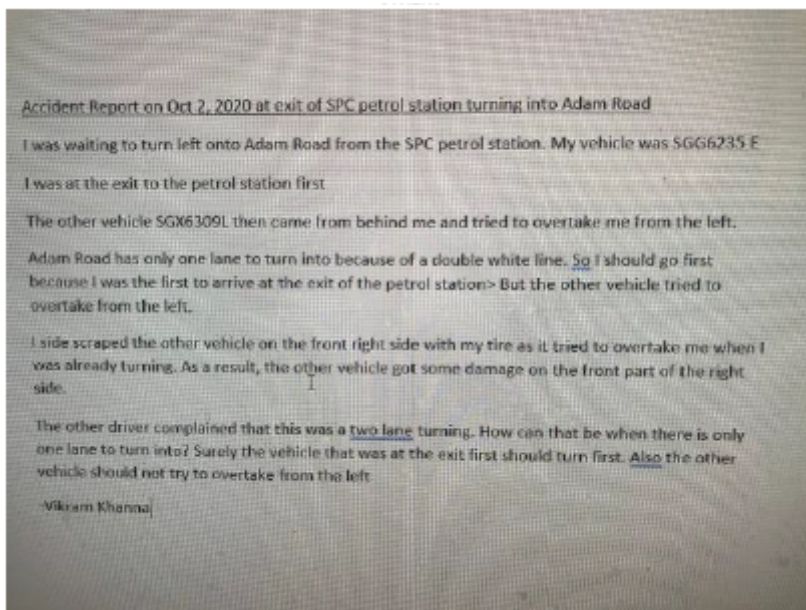 Accident Report on Oct 2, 2020 at exit of SPC petrol station turning into Adam Road
I was waiting to turn left onto Adam Road from the SPC petrol station. My vehicle was SGG6235 E
I was at the exit to the petrol station first
The other vehicle SGX6309L then came from behind me and tried to overtake me from the left.
Adam Road has only one lane to turn into because of a double white line. So I should go first
because I was the first to arrive at the exit of the petrol station> But the other vehicle tried to
overtake from the left.
I side scraped the other vehicle on the front right side with my tire as it tried to overtake me when I
was already turning. As a result, the other vehicle got some damage on the front part of the right
side.
The other driver complained that this was a two lane turning. How can that be when there is only
one lane to turn into? Surely the vehicle that was at the exit first should turn first. Also the other
vehicle should not try to overtake from the left
-Vikram Khanna